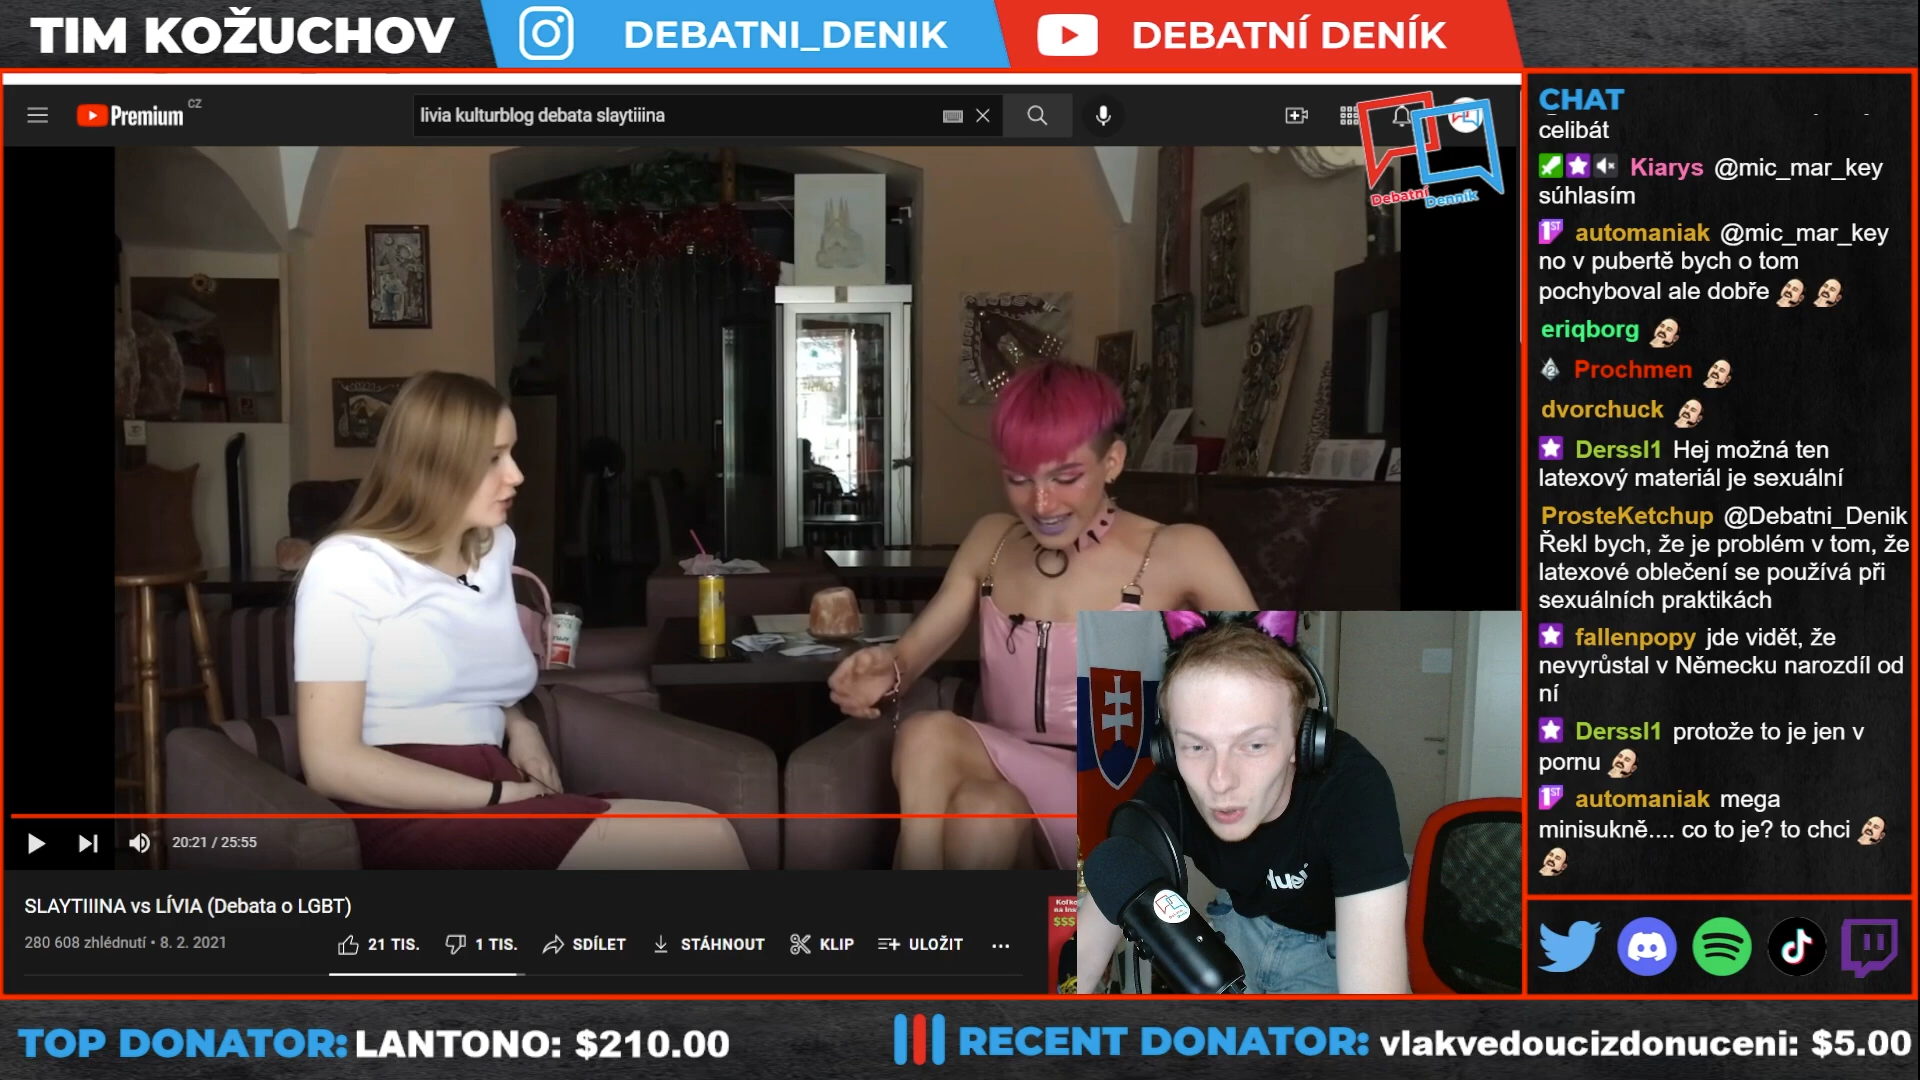 TIM KOŽUCHOV
DEBATNI_DENIK
DEBATNÍ DENÍK
Premium CZ
livia kulturblog debata slaytiiina
Debatní
Denník
20:21 / 25:55
SLAYTIIINA vs LÍVIA (Debata o LGBT)
280 608 zhlédnutí • 8. 2. 2021
21 TIS.
1 TIS.
SDÍLET
STÁHNOUT
KLIP
ULOŽIT
$$$
CHAT
celibát
Kiarys @mic_mar_key
súhlasím
automaniak @mic_mar_key
no v pubertě bych o tom
pochyboval ale dobře
eriqborg
Prochmen
dvorchuck
Derssl1 Hej možná ten
latexový materiál je sexuální
ProsteKetchup @Debatni_Denik
Řekl bych, že je problém v tom, že
latexové oblečení se používá při
sexuálních praktikách
fallenpopy jde vidět, že
nevyrůstal v Německu narozdíl od
ní
Derssl1 protože to je jen v
pornu
automaniak mega
minisukně.... co to je? to chci
TOP DONATOR: LANTONO: $210.00
RECENT DONATOR: vlakvedoucizdonuceni: $5.00